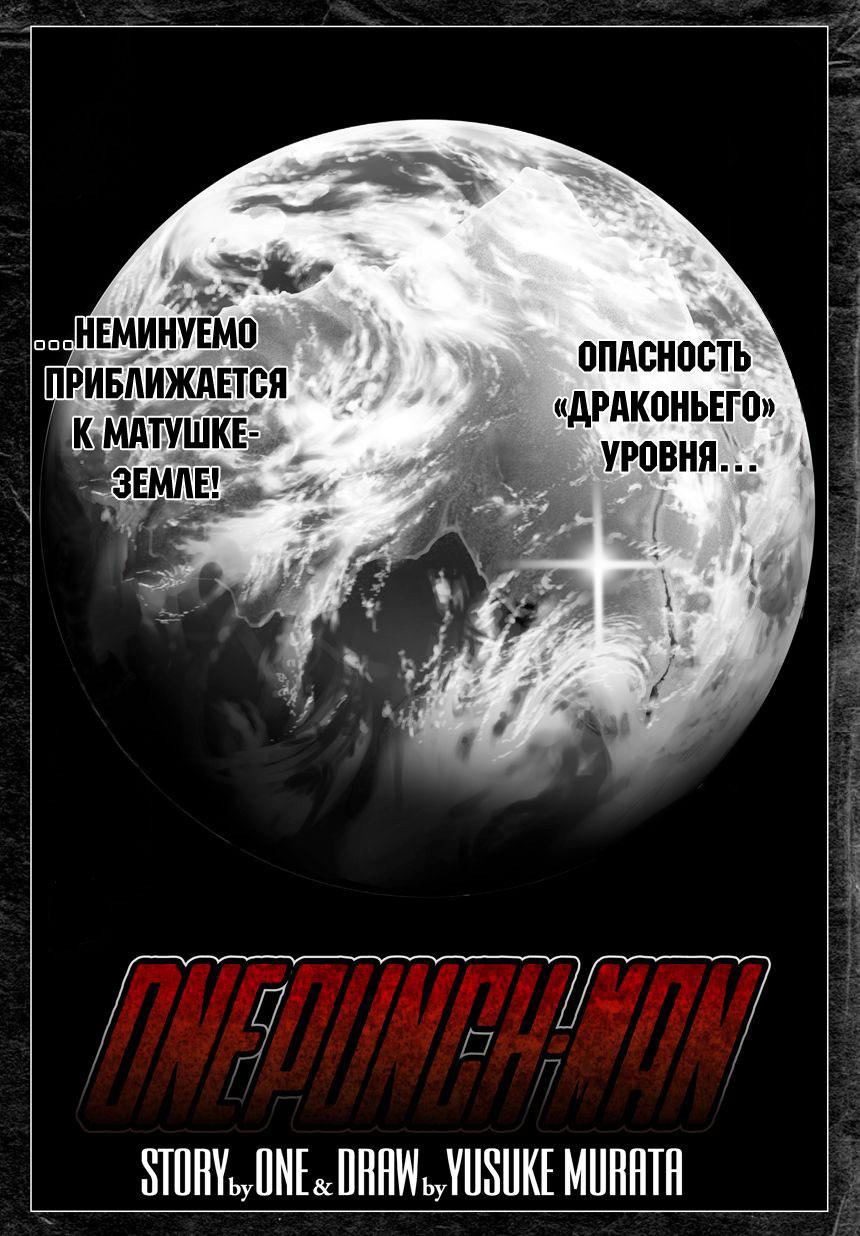 ОПАСНОСТЬ
«ДРАКОНЬЕГО»
УРОВНЯ...
...НЕМИНУЕМО
ПРИБЛИЖАЕТСЯ
К МАТУШКЕ-
ЗЕМЛЕ!
ONEPUNCH-MAN
STORY by ONE & DRAW by YUSUKE MURATA